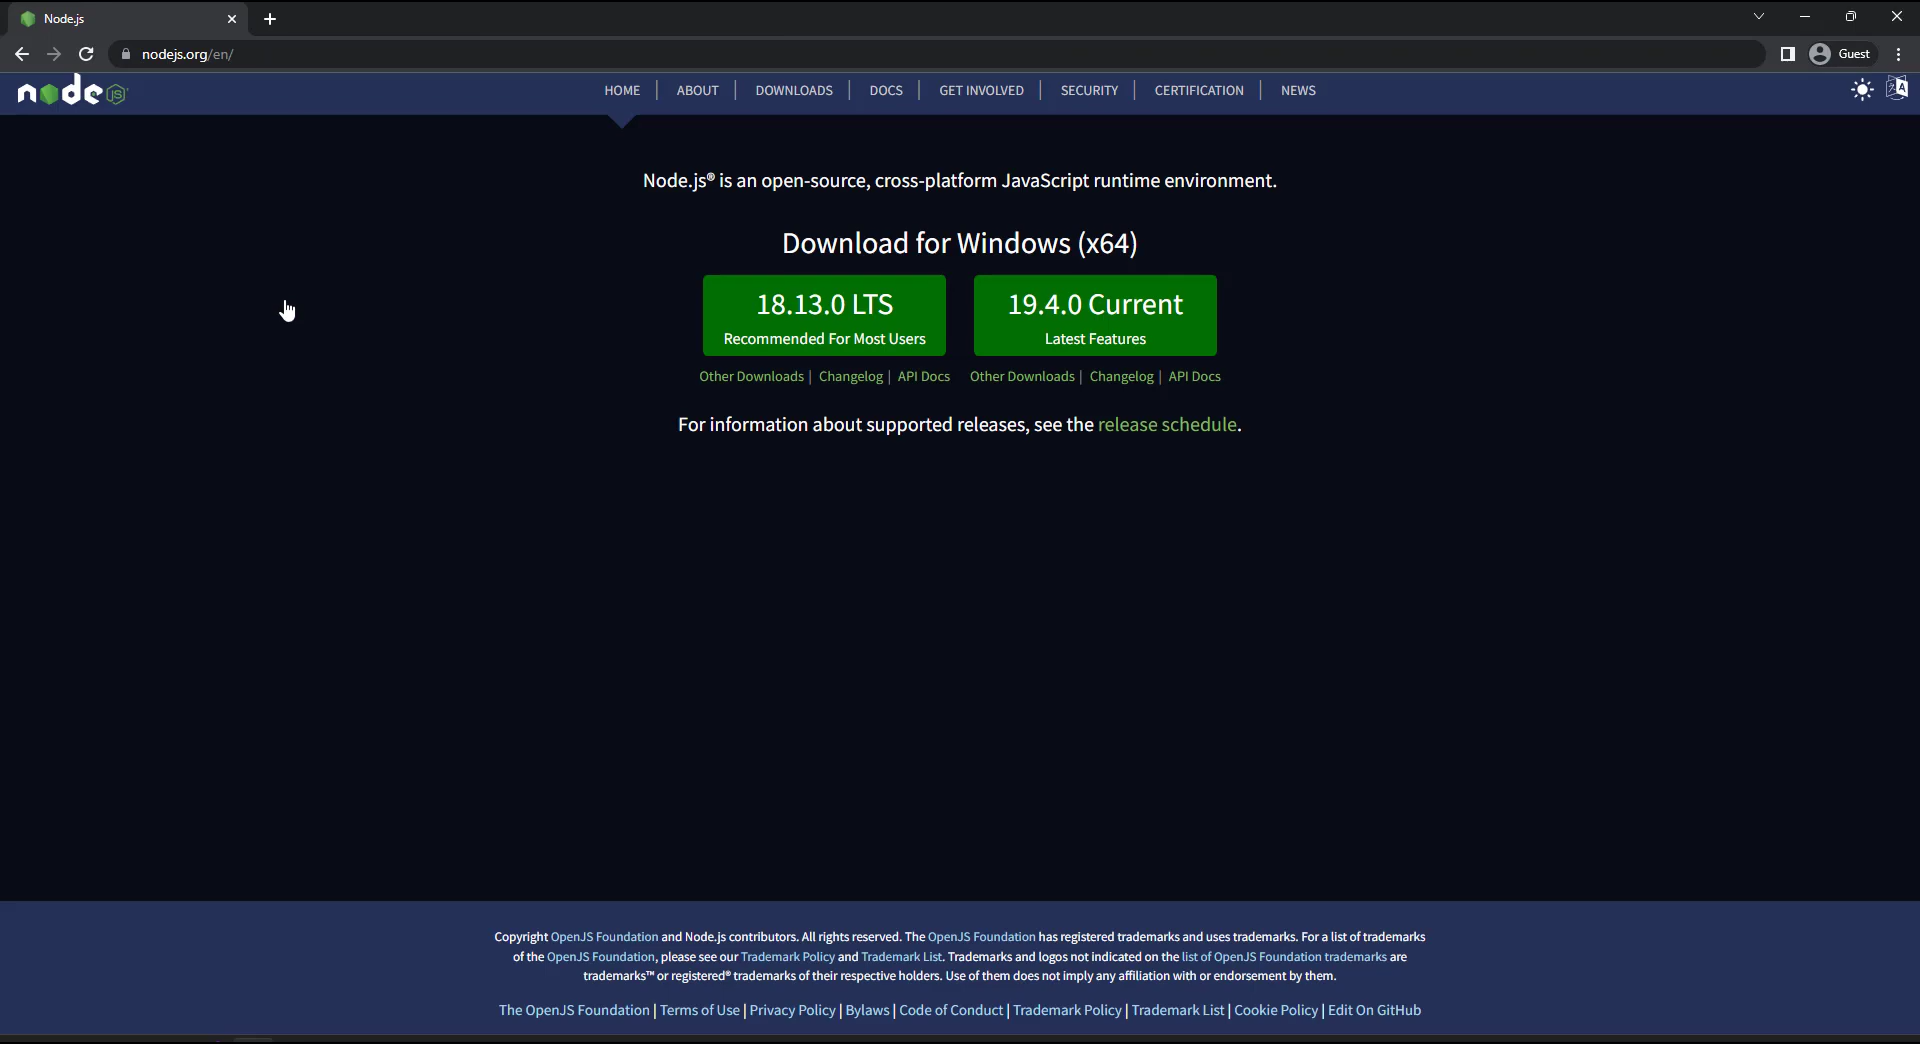 Node.js
nodejs.org/en/
Guest
node JS
HOME | ABOUT | DOWNLOADS | DOCS | GET INVOLVED | SECURITY | CERTIFICATION | NEWS
Node.js® is an open-source, cross-platform JavaScript runtime environment.
Download for Windows (x64)
18.13.0 LTS
Recommended For Most Users
19.4.0 Current
Latest Features
Other Downloads | Changelog | API Docs
Other Downloads | Changelog | API Docs
For information about supported releases, see the release schedule.
Copyright OpenJS Foundation and Node.js contributors. All rights reserved. The OpenJS Foundation has registered trademarks and uses trademarks. For a list of trademarks
of the OpenJS Foundation, please see our Trademark Policy and Trademark List. Trademarks and logos not indicated on the list of OpenJS Foundation trademarks are
trademarks™ or registered® trademarks of their respective holders. Use of them does not imply any affiliation with or endorsement by them.
The OpenJS Foundation | Terms of Use | Privacy Policy | Bylaws | Code of Conduct | Trademark Policy | Trademark List | Cookie Policy | Edit On GitHub